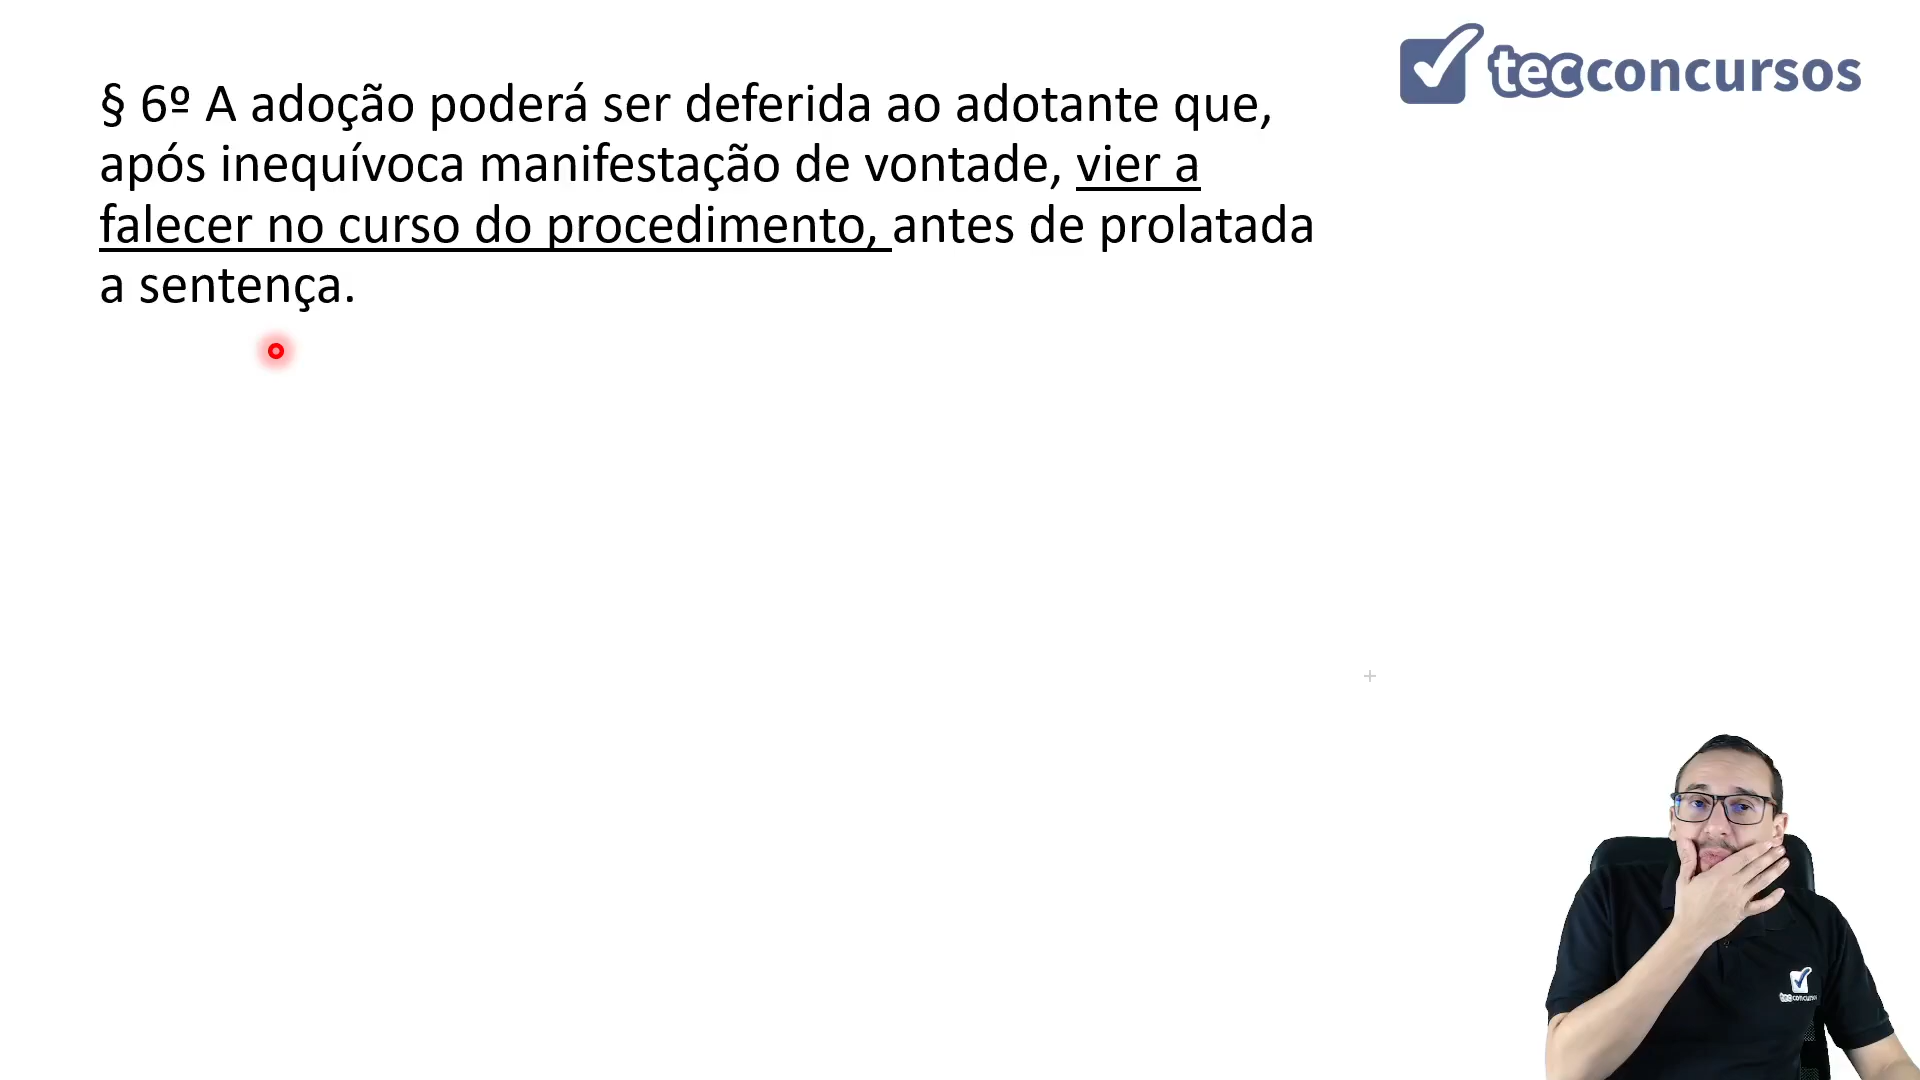 tecconcursos
§ 6º A adoção poderá ser deferida ao adotante que,
após inequívoca manifestação de vontade, vier a
falecer no curso do procedimento, antes de prolatada
a sentença.
tecconcursos